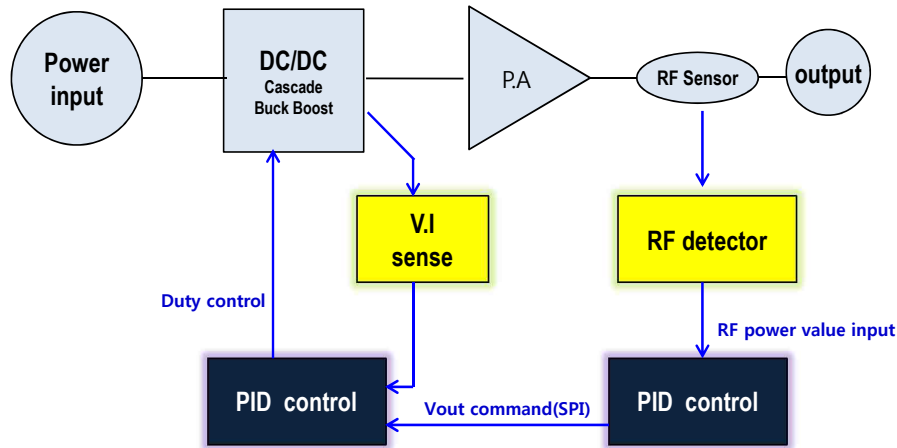 Power
input
DC/DC
Cascade
Buck Boost
P.A
RF Sensor
output
V.I
sense
RF detector
Duty control
RF power value input
PID control
Vout command(SPI)
PID control